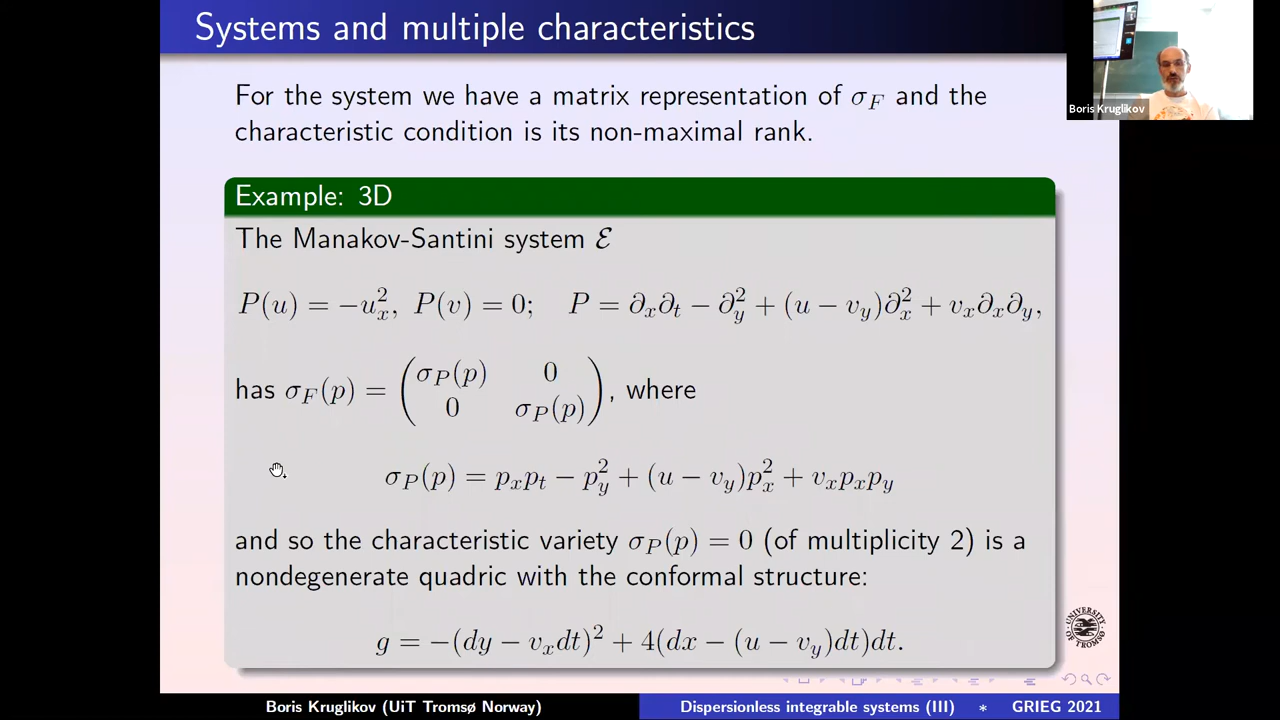 Systems and multiple characteristics
Boris Kruglikov
For the system we have a matrix representation of σ_F and the
characteristic condition is its non-maximal rank.
Example: 3D
The Manakov-Santini system ℰ
P(u) = −u_x^2, P(v) = 0; P = ∂_x∂_t − ∂_y^2 + (u − v_y)∂_x^2 + v_x∂_x∂_y,
has σ_F(p) = (σ_P(p) 0
0 σ_P(p)), where
σ_P(p) = p_xp_t − p_y^2 + (u − v_y)p_x^2 + v_xp_xp_y
and so the characteristic variety σ_P(p) = 0 (of multiplicity 2) is a
nondegenerate quadric with the conformal structure:
g = −(dy − v_xdt)^2 + 4(dx − (u − v_y)dt)dt.
UNIVERSITY
OF TROMSØ
Boris Kruglikov (UiT Tromsø Norway) Dispersionless integrable systems (III) * GRIEG 2021